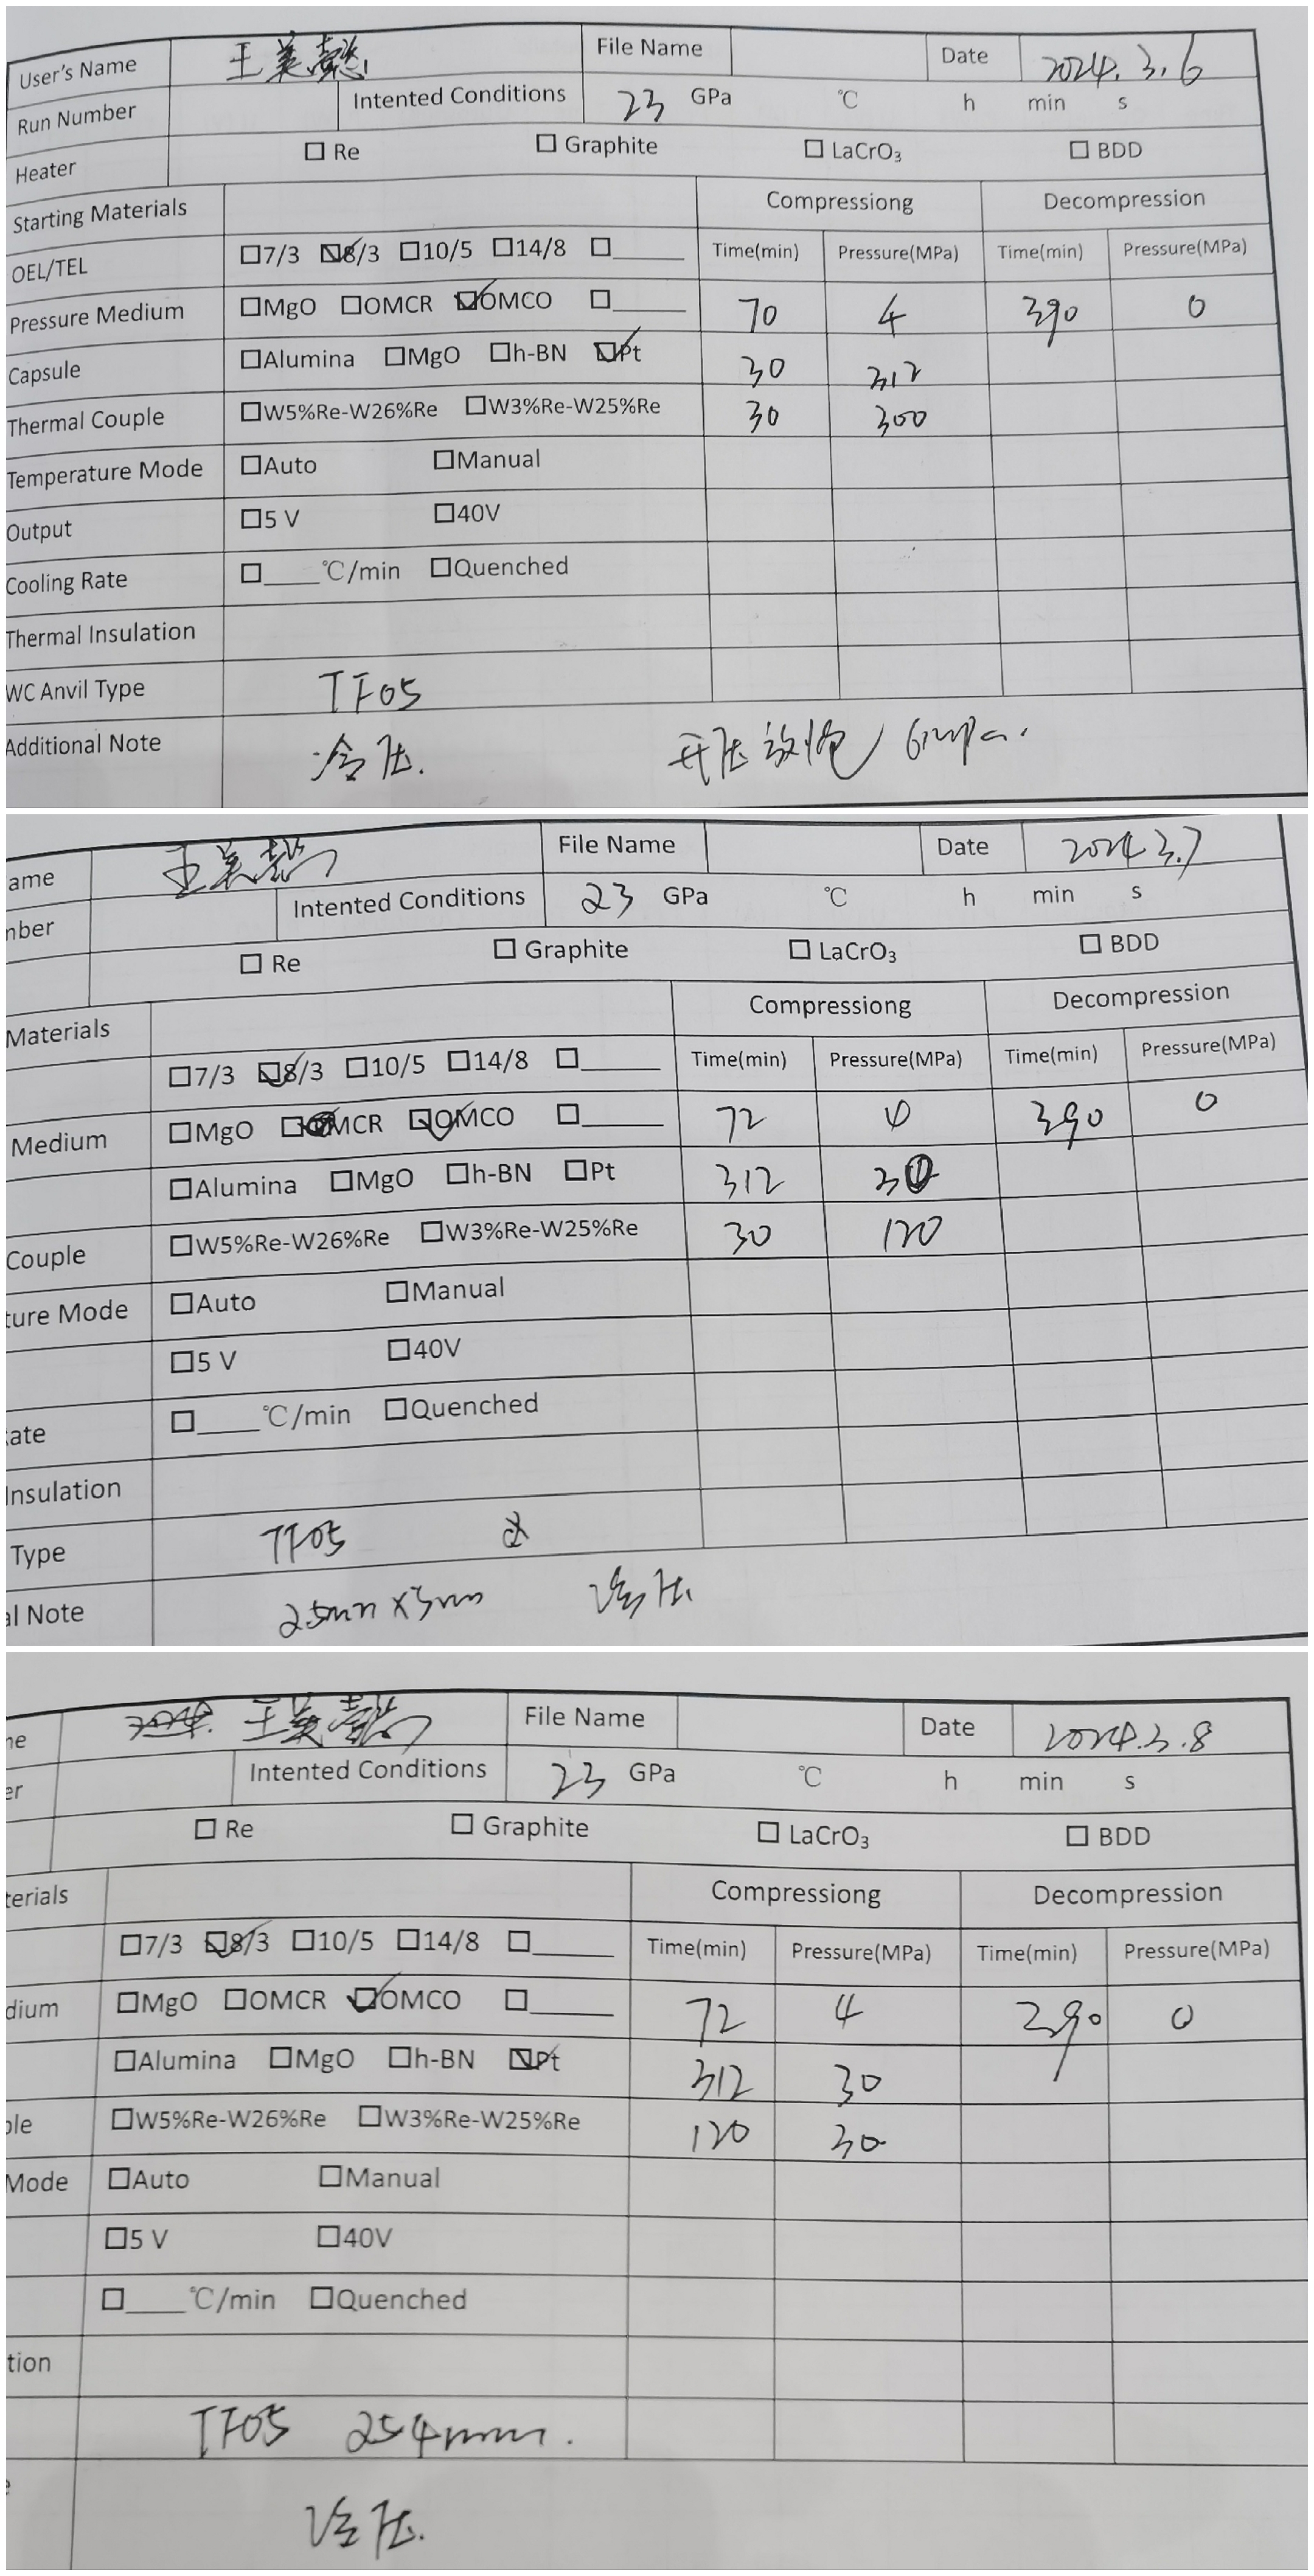 User's Name 王美懿 File Name Date 2024.3.6
Run Number Intented Conditions 23 GPa ℃ h min s
Heater □ Re □ Graphite □ LaCrO₃ □ BDD
Starting Materials Compressiong Decompression
OEL/TEL □7/3 ☑8/3 □10/5 □14/8 □____ Time(min) Pressure(MPa) Time(min) Pressure(MPa)
Pressure Medium □MgO □OMCR ☑OMCO □____ 70 4 390 0
Capsule □Alumina □MgO □h-BN ☑Pt 30 312
Thermal Couple □W5%Re-W26%Re □W3%Re-W25%Re 30 300
Temperature Mode □Auto □Manual
Output □5 V □40V
Cooling Rate □____℃/min □Quenched
Thermal Insulation
WC Anvil Type TF05
Additional Note 冷压. 升压放炮
ame 王美懿 File Name Date 2024 3.7
nber Intented Conditions 23 GPa ℃ h min s
□ Re □ Graphite □ LaCrO₃ □ BDD
Materials Compressiong Decompression
□7/3 ☑8/3 □10/5 □14/8 □____ Time(min) Pressure(MPa) Time(min) Pressure(MPa)
Medium □MgO □OMCR ☑OMCO □____ 72 4 390 0
□Alumina □MgO □h-BN □Pt 312 30
Couple □W5%Re-W26%Re □W3%Re-W25%Re 30 120
ture Mode □Auto □Manual
□5 V □40V
ate □____℃/min □Quenched
Insulation
Type TF05
al Note 25mm×3mm 冷压.
ne 王美懿 File Name Date 2024.3.8
er Intented Conditions 23 GPa ℃ h min s
□ Re □ Graphite □ LaCrO₃ □ BDD
terials Compressiong Decompression
□7/3 ☑8/3 □10/5 □14/8 □____ Time(min) Pressure(MPa) Time(min) Pressure(MPa)
dium □MgO □OMCR ☑OMCO □____ 72 4 290 0
□Alumina □MgO □h-BN ☑Pt 312 30
ple □W5%Re-W26%Re □W3%Re-W25%Re 120 30
Mode □Auto □Manual
□5 V □40V
□____℃/min □Quenched
tion
TF05 254mm.
冷压.